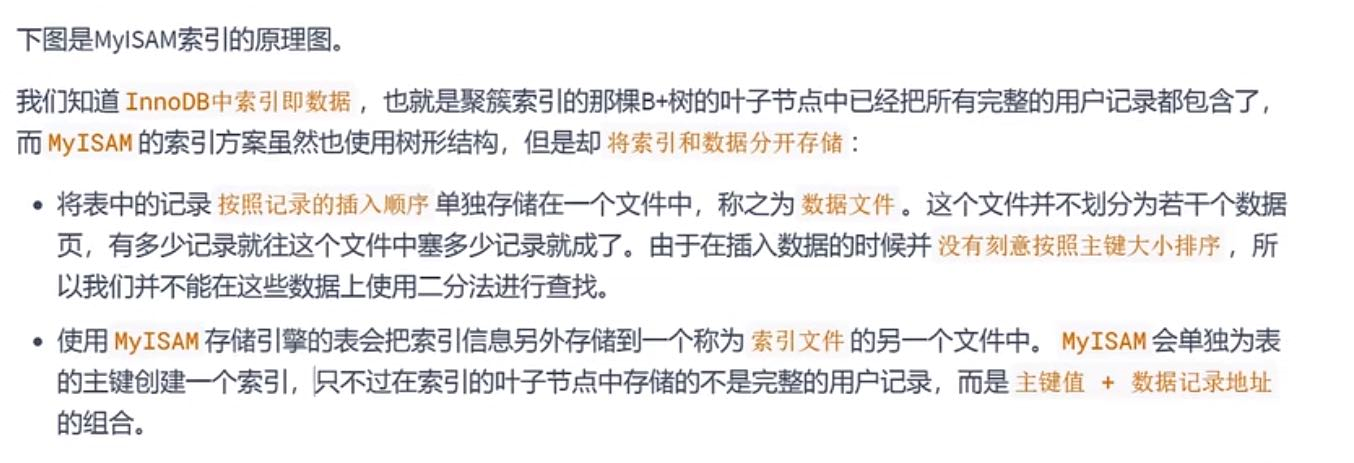 下图是MyISAM索引的原理图。
我们知道 InnoDB中索引即数据 ，也就是聚簇索引的那棵B+树的叶子节点中已经把所有完整的用户记录都包含了，
而 MyISAM 的索引方案虽然也使用树形结构，但是却 将索引和数据分开存储 ：
• 将表中的记录 按照记录的插入顺序 单独存储在一个文件中，称之为 数据文件 。这个文件并不划分为若干个数据
页，有多少记录就往这个文件中塞多少记录就成了。由于在插入数据的时候并 没有刻意按照主键大小排序 ，所
以我们并不能在这些数据上使用二分法进行查找。
• 使用 MyISAM 存储引擎的表会把索引信息另外存储到一个称为 索引文件 的另一个文件中。 MyISAM 会单独为表
的主键创建一个索引，只不过在索引的叶子节点中存储的不是完整的用户记录，而是 主键值 + 数据记录地址
的组合。